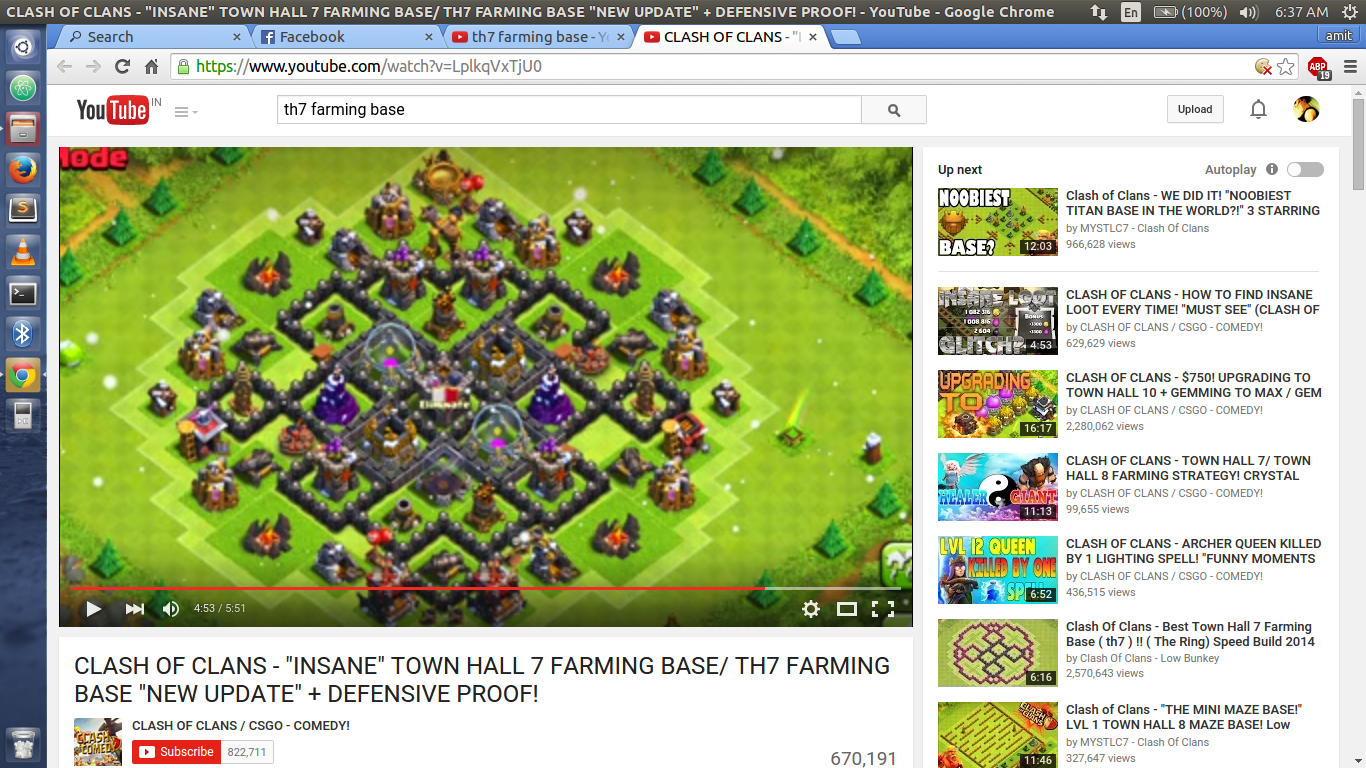 CLASH OF CLANS - "INSANE" TOWN HALL 7 FARMING BASE/ TH7 FARMING BASE "NEW UPDATE" + DEFENSIVE PROOF! - YouTube - Google Chrome
En (100%) 6:37 AM
Search
Facebook
th7 farming base - Y
CLASH OF CLANS - "I
amit
https://www.youtube.com/watch?v=LplkqVxTjU0
ABP
19
YouTube IN
th7 farming base
Upload
Mode
Eliminate
4:53 / 5:51
CLASH OF CLANS - "INSANE" TOWN HALL 7 FARMING BASE/ TH7 FARMING
BASE "NEW UPDATE" + DEFENSIVE PROOF!
CLASH OF CLANS / CSGO - COMEDY!
Subscribe 822,711
670,191
Up next
Autoplay
NOOBIEST
BASE?
12:03
Clash of Clans - WE DID IT! "NOOBIEST
TITAN BASE IN THE WORLD?!" 3 STARRING
by MYSTLC7 - Clash Of Clans
966,628 views
INSANE LOOT
1 082 316
1 008 816
2 604
Bonus:
GLITCH?
4:53
CLASH OF CLANS - HOW TO FIND INSANE
LOOT EVERY TIME! "MUST SEE" (CLASH OF
by CLASH OF CLANS / CSGO - COMEDY!
629,629 views
UPGRADING
TO
16:17
CLASH OF CLANS - $750! UPGRADING TO
TOWN HALL 10 + GEMMING TO MAX / GEM
by CLASH OF CLANS / CSGO - COMEDY!
2,280,062 views
HEALER GIANT
11:13
CLASH OF CLANS - TOWN HALL 7/ TOWN
HALL 8 FARMING STRATEGY! CRYSTAL
by CLASH OF CLANS / CSGO - COMEDY!
99,655 views
LVL 12 QUEEN
KILLED BY ONE
SPELL
6:52
CLASH OF CLANS - ARCHER QUEEN KILLED
BY 1 LIGHTING SPELL! "FUNNY MOMENTS
by CLASH OF CLANS / CSGO - COMEDY!
436,515 views
6:16
Clash Of Clans - Best Town Hall 7 Farming
Base ( th7 ) !! ( The Ring) Speed Build 2014
by Clash Of Clans - Low Bunkey
2,570,643 views
11:46
Clash of Clans - "THE MINI MAZE BASE!"
LVL 1 TOWN HALL 8 MAZE BASE! Low
by MYSTLC7 - Clash Of Clans
327,647 views